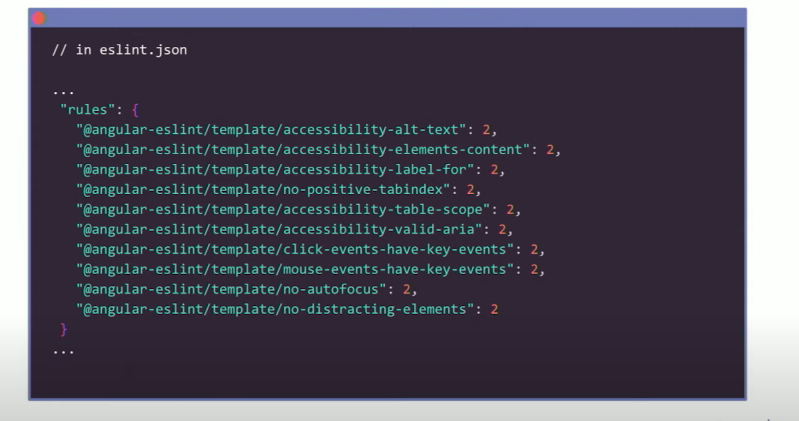 // in eslint.json
...
"rules": {
"@angular-eslint/template/accessibility-alt-text": 2,
"@angular-eslint/template/accessibility-elements-content": 2,
"@angular-eslint/template/accessibility-label-for": 2,
"@angular-eslint/template/no-positive-tabindex": 2,
"@angular-eslint/template/accessibility-table-scope": 2,
"@angular-eslint/template/accessibility-valid-aria": 2,
"@angular-eslint/template/click-events-have-key-events": 2,
"@angular-eslint/template/mouse-events-have-key-events": 2,
"@angular-eslint/template/no-autofocus": 2,
"@angular-eslint/template/no-distracting-elements": 2
}
...